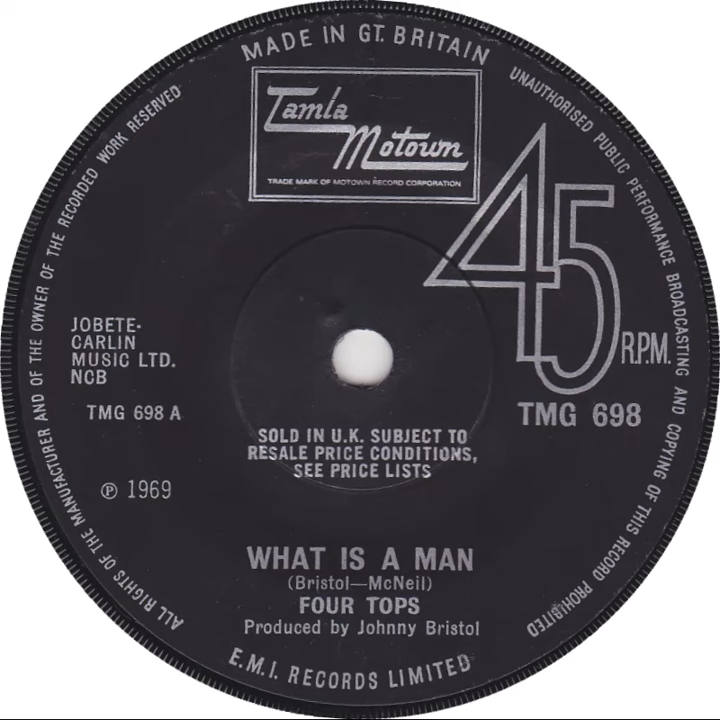 MADE IN GT. BRITAIN
UNAUTHORISED PUBLIC PERFORMANCE BROADCASTING AND COPYING OF THIS RECORD PROHIBITED
ALL RIGHTS OF THE MANUFACTURER AND OF THE OWNER OF THE RECORDED WORK RESERVED
Tamla
Motown
TRADE MARK OF MOTOWN RECORD CORPORATION
45
R.P.M.
JOBETE-
CARLIN
MUSIC LTD.
NCB
TMG 698 A
TMG 698
SOLD IN U.K. SUBJECT TO
RESALE PRICE CONDITIONS,
SEE PRICE LISTS
℗ 1969
WHAT IS A MAN
(Bristol—McNeil)
FOUR TOPS
Produced by Johnny Bristol
E.M.I. RECORDS LIMITED